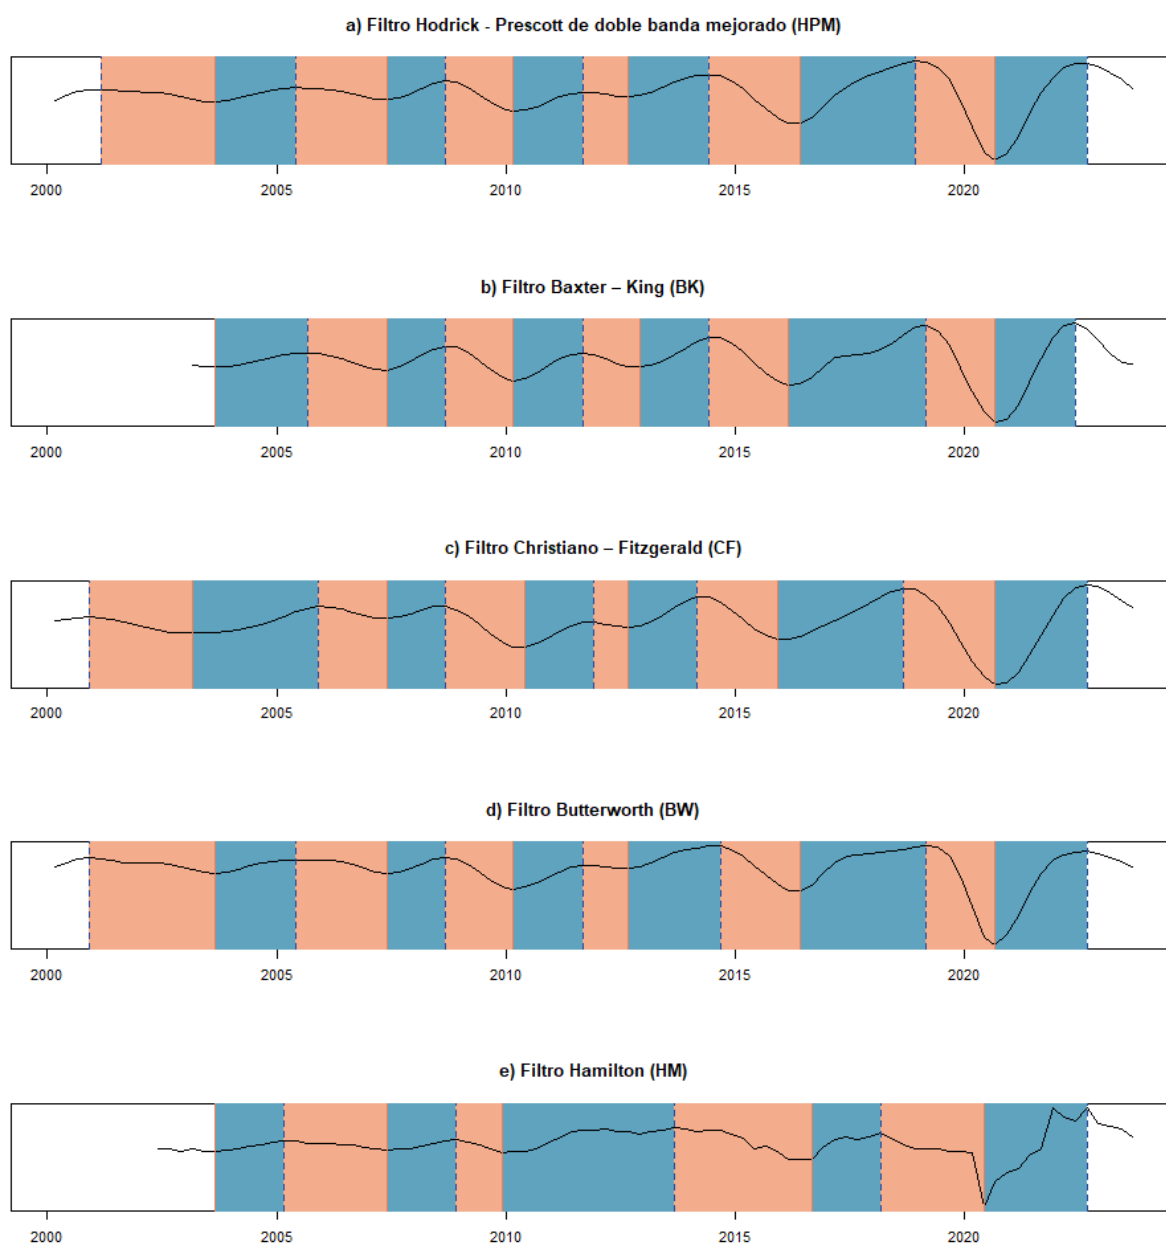 a) Filtro Hodrick - Prescott de doble banda mejorado (HPM)
2000 2005 2010 2015 2020
b) Filtro Baxter – King (BK)
2000 2005 2010 2015 2020
c) Filtro Christiano – Fitzgerald (CF)
2000 2005 2010 2015 2020
d) Filtro Butterworth (BW)
2000 2005 2010 2015 2020
e) Filtro Hamilton (HM)
2000 2005 2010 2015 2020